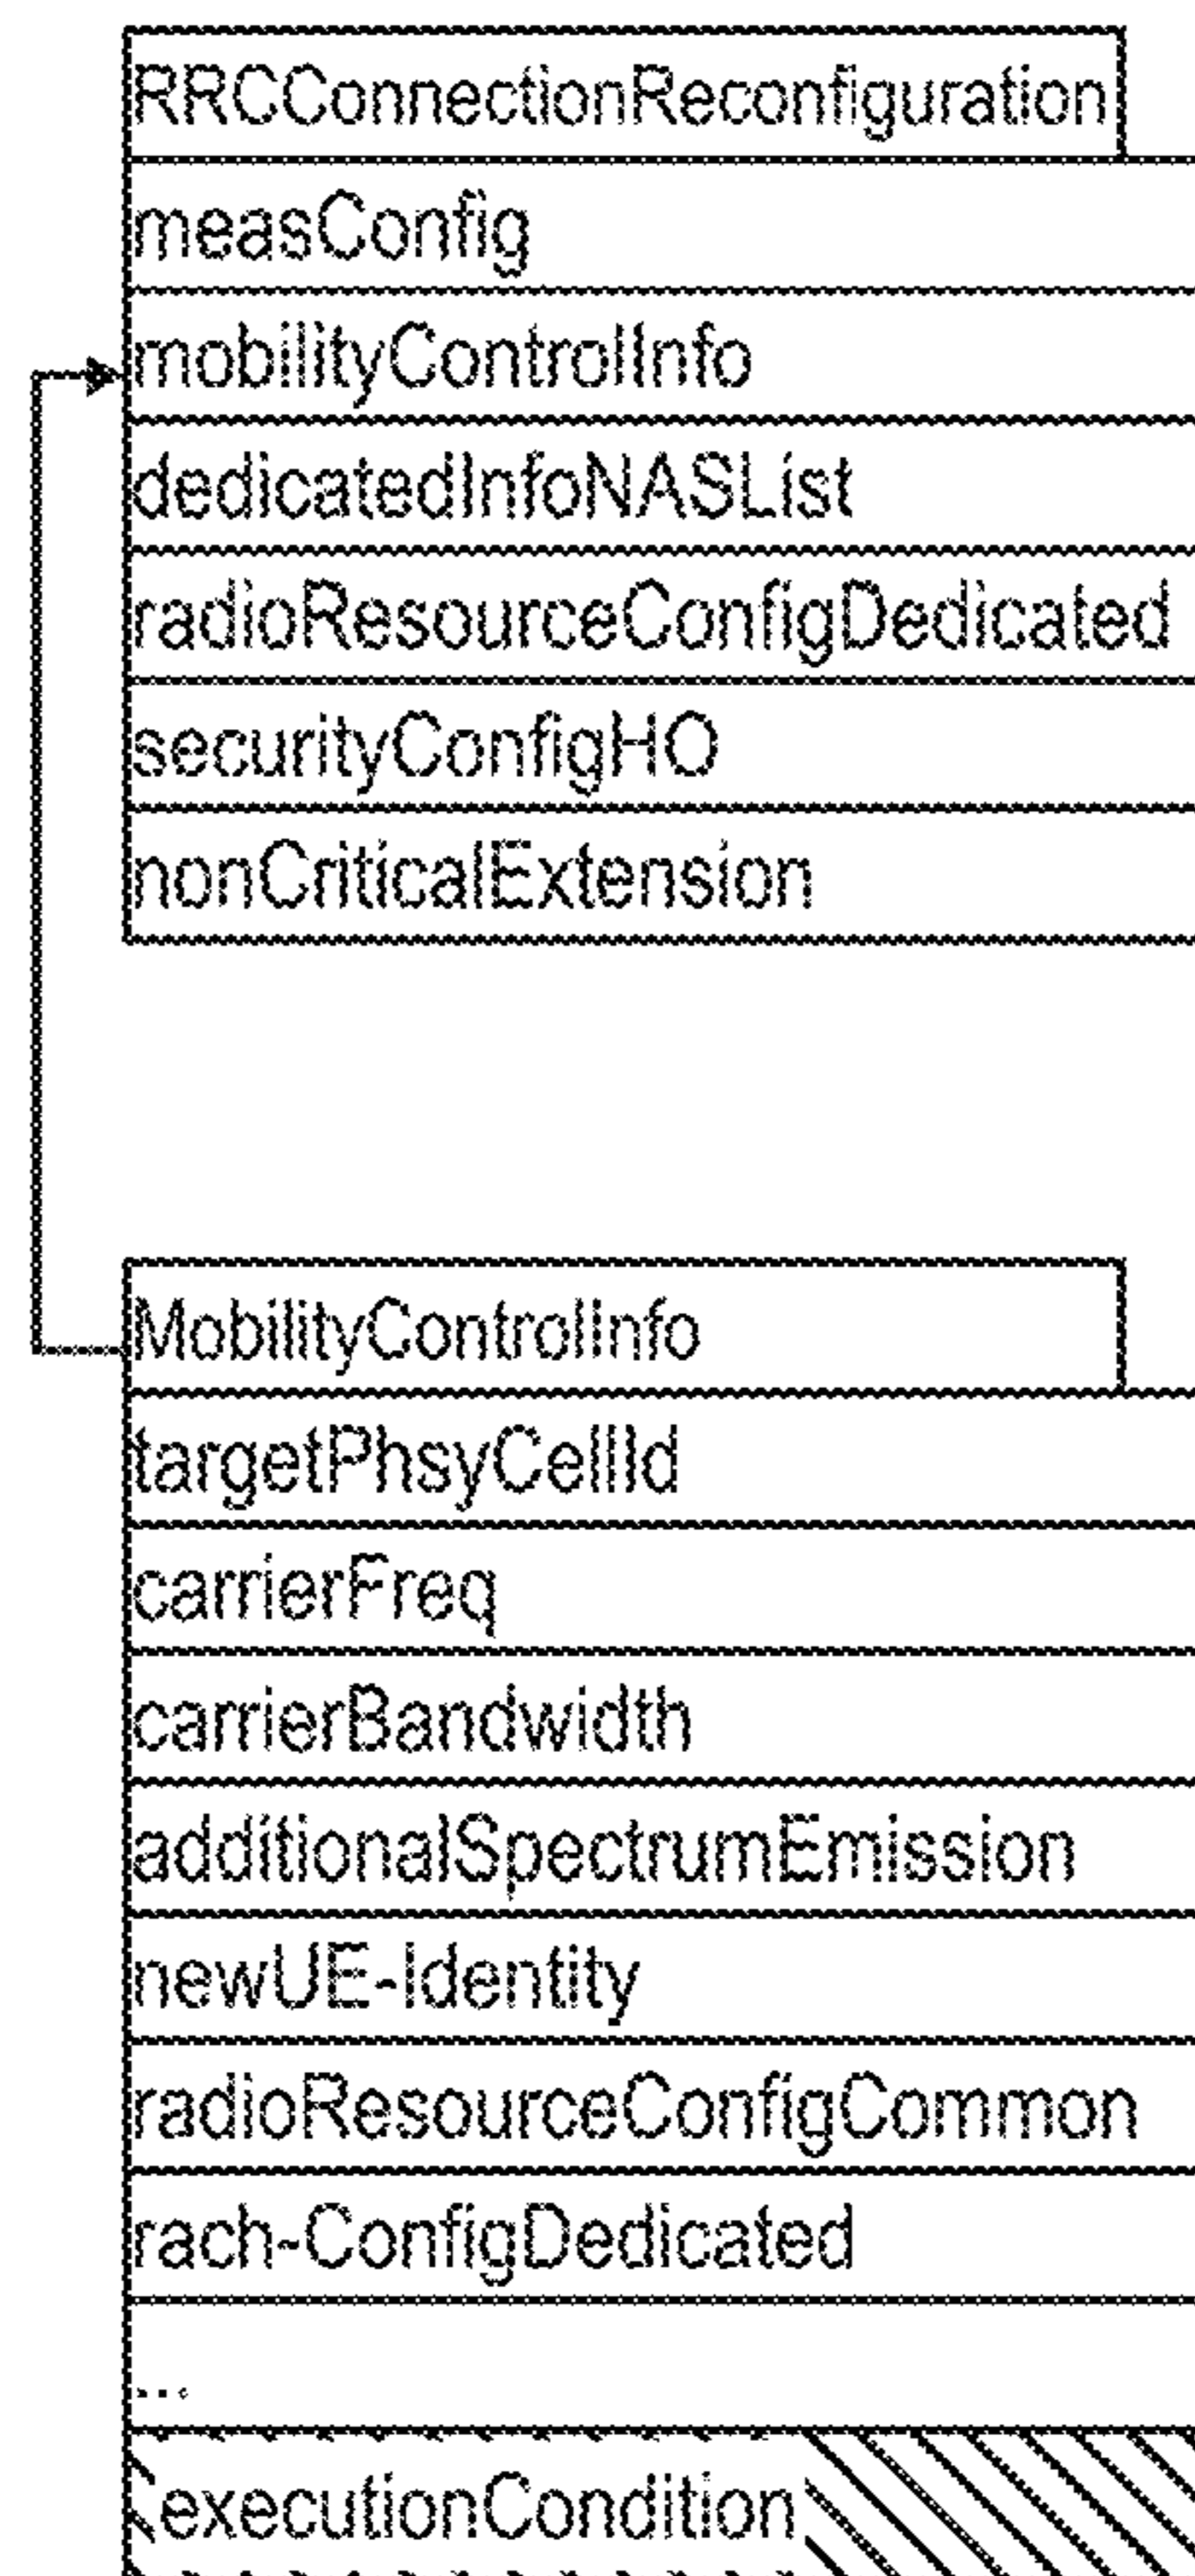 RRCConnectionReconfiguration
measConfig
mobilityControlInfo
dedicatedInfoNASList
radioResourceConfigDedicated
securityConfigHO
nonCriticalExtension
MobilityControlInfo
targetPhsyCellId
carrierFreq
carrierBandwidth
additionalSpectrumEmission
newUE-Identity
radioResourceConfigCommon
rach-ConfigDedicated
...
executionCondition